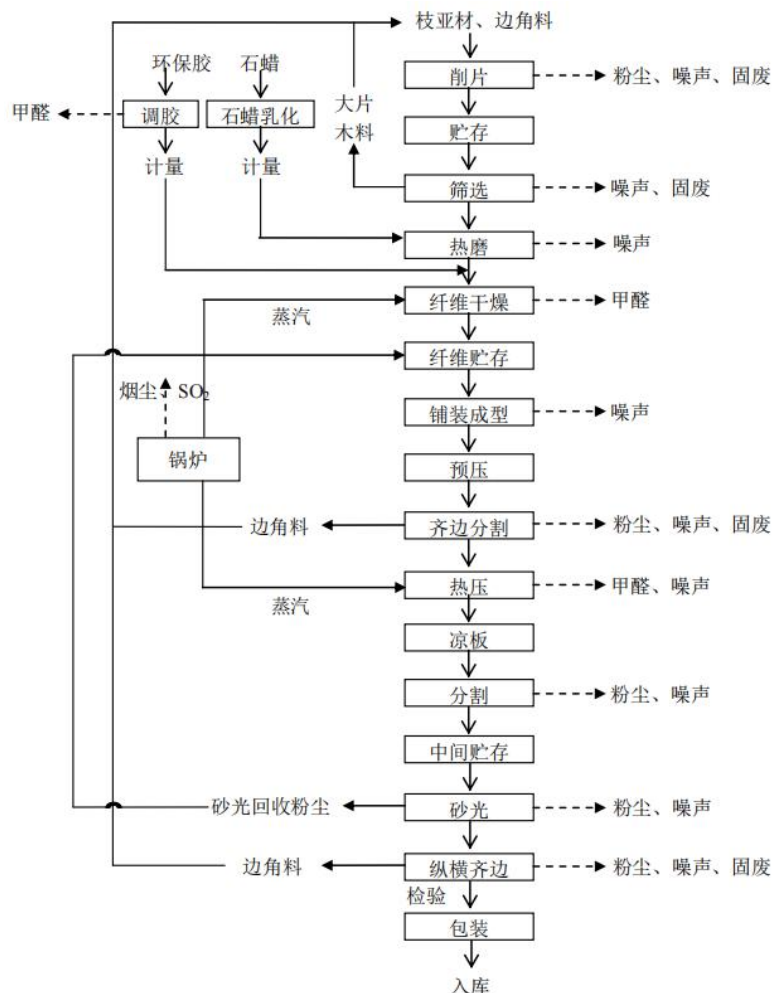 枝亚材、边角料
环保胶
石蜡
削片
粉尘、噪声、固废
甲醛
调胶
石蜡乳化
大片
木料
贮存
计量
计量
筛选
噪声、固废
热磨
噪声
纤维干燥
甲醛
蒸汽
纤维贮存
烟尘、SO₂
铺装成型
噪声
锅炉
预压
边角料
齐边分割
粉尘、噪声、固废
热压
甲醛、噪声
蒸汽
凉板
分割
粉尘、噪声
中间贮存
砂光回收粉尘
砂光
粉尘、噪声
边角料
纵横齐边
粉尘、噪声、固废
检验
包装
入库